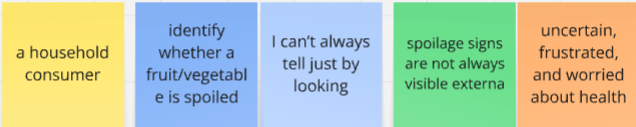 a household
consumer
identify
whether a
fruit/vegetabl
e is spoiled
I can't always
tell just by
looking
spoilage signs
are not always
visible externa
uncertain,
frustrated,
and worried
about health